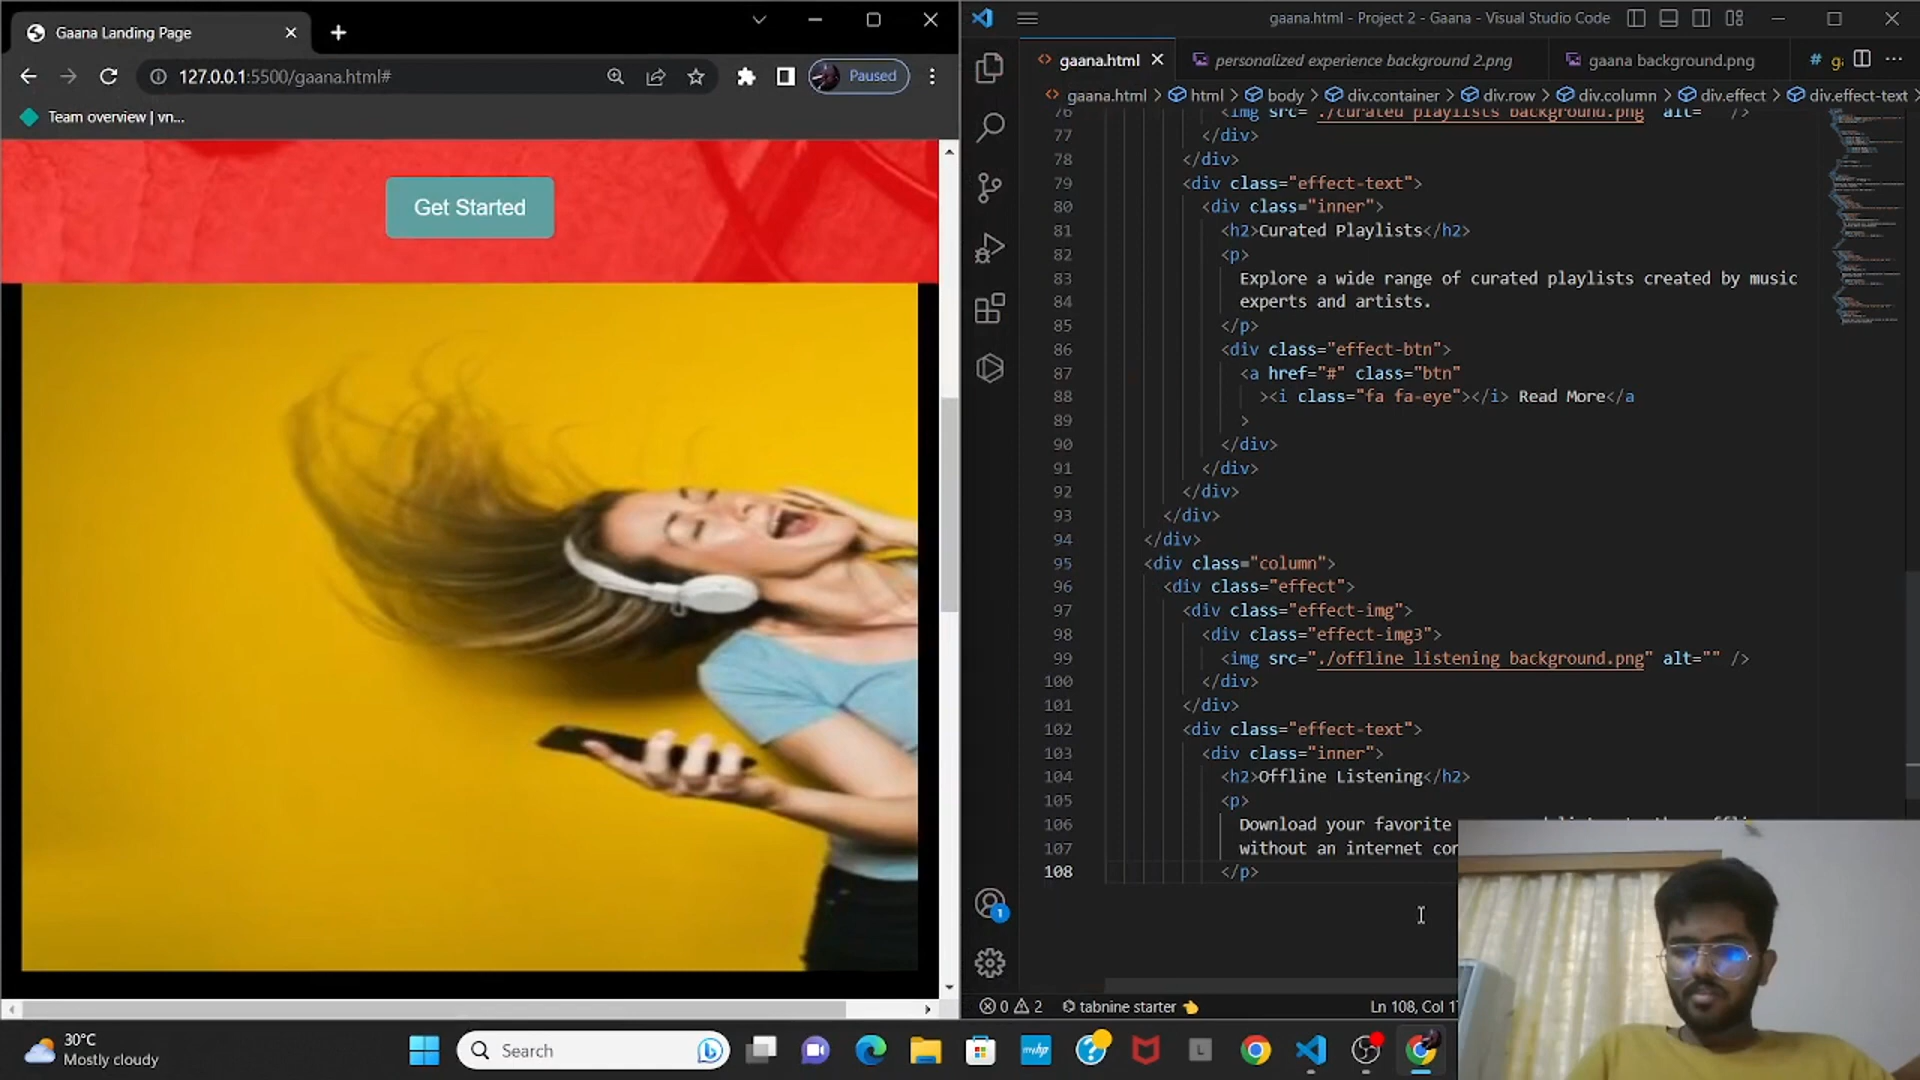 Gaana Landing Page
127.0.0.1:5500/gaana.html#
Paused
Team overview | vn...
Get Started
gaana.html - Project 2 - Gaana - Visual Studio Code
gaana.html
personalized experience background 2.png
gaana background.png
# g
gaana.html > html > body > div.container > div.row > div.column > div.effect > div.effect-text >
76 <img src="./curated playlists background.png" alt="" />
77 </div>
78 </div>
79 <div class="effect-text">
80 <div class="inner">
81 <h2>Curated Playlists</h2>
82 <p>
83 Explore a wide range of curated playlists created by music
84 experts and artists.
85 </p>
86 <div class="effect-btn">
87 <a href="#" class="btn"
88 ><i class="fa fa-eye"></i> Read More</a
89 >
90 </div>
91 </div>
92 </div>
93 </div>
94 </div>
95 <div class="column">
96 <div class="effect">
97 <div class="effect-img">
98 <div class="effect-img3">
99 <img src="./offline listening background.png" alt="" />
100 </div>
101 </div>
102 <div class="effect-text">
103 <div class="inner">
104 <h2>Offline Listening</h2>
105 <p>
106 Download your favorite
107 without an internet
108 </p>
1
0 2 tabnine starter
Ln 108, Col
30°C
Mostly cloudy
Search
myhp
L